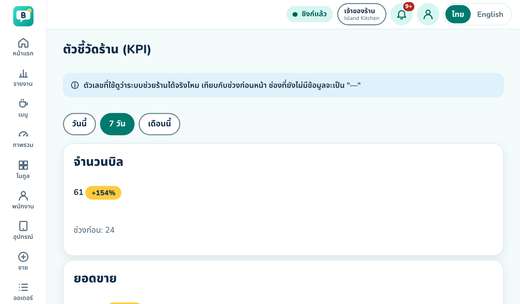 B
ซิงก์แล้ว
เจ้าของร้าน
Island Kitchen
9+
ไทย
English
หน้าแรก
รายงาน
เมนู
ภาพรวม
โมดูล
พนักงาน
อุปกรณ์
ขาย
ออเดอร์
ตัวชี้วัดร้าน (KPI)
ตัวเลขที่ใช้ดูว่าระบบช่วยร้านได้จริงไหม เทียบกับช่วงก่อนหน้า ช่องที่ยังไม่มีข้อมูลจะเป็น "—"
วันนี้
7 วัน
เดือนนี้
จำนวนบิล
61 +154%
ช่วงก่อน: 24
ยอดขาย